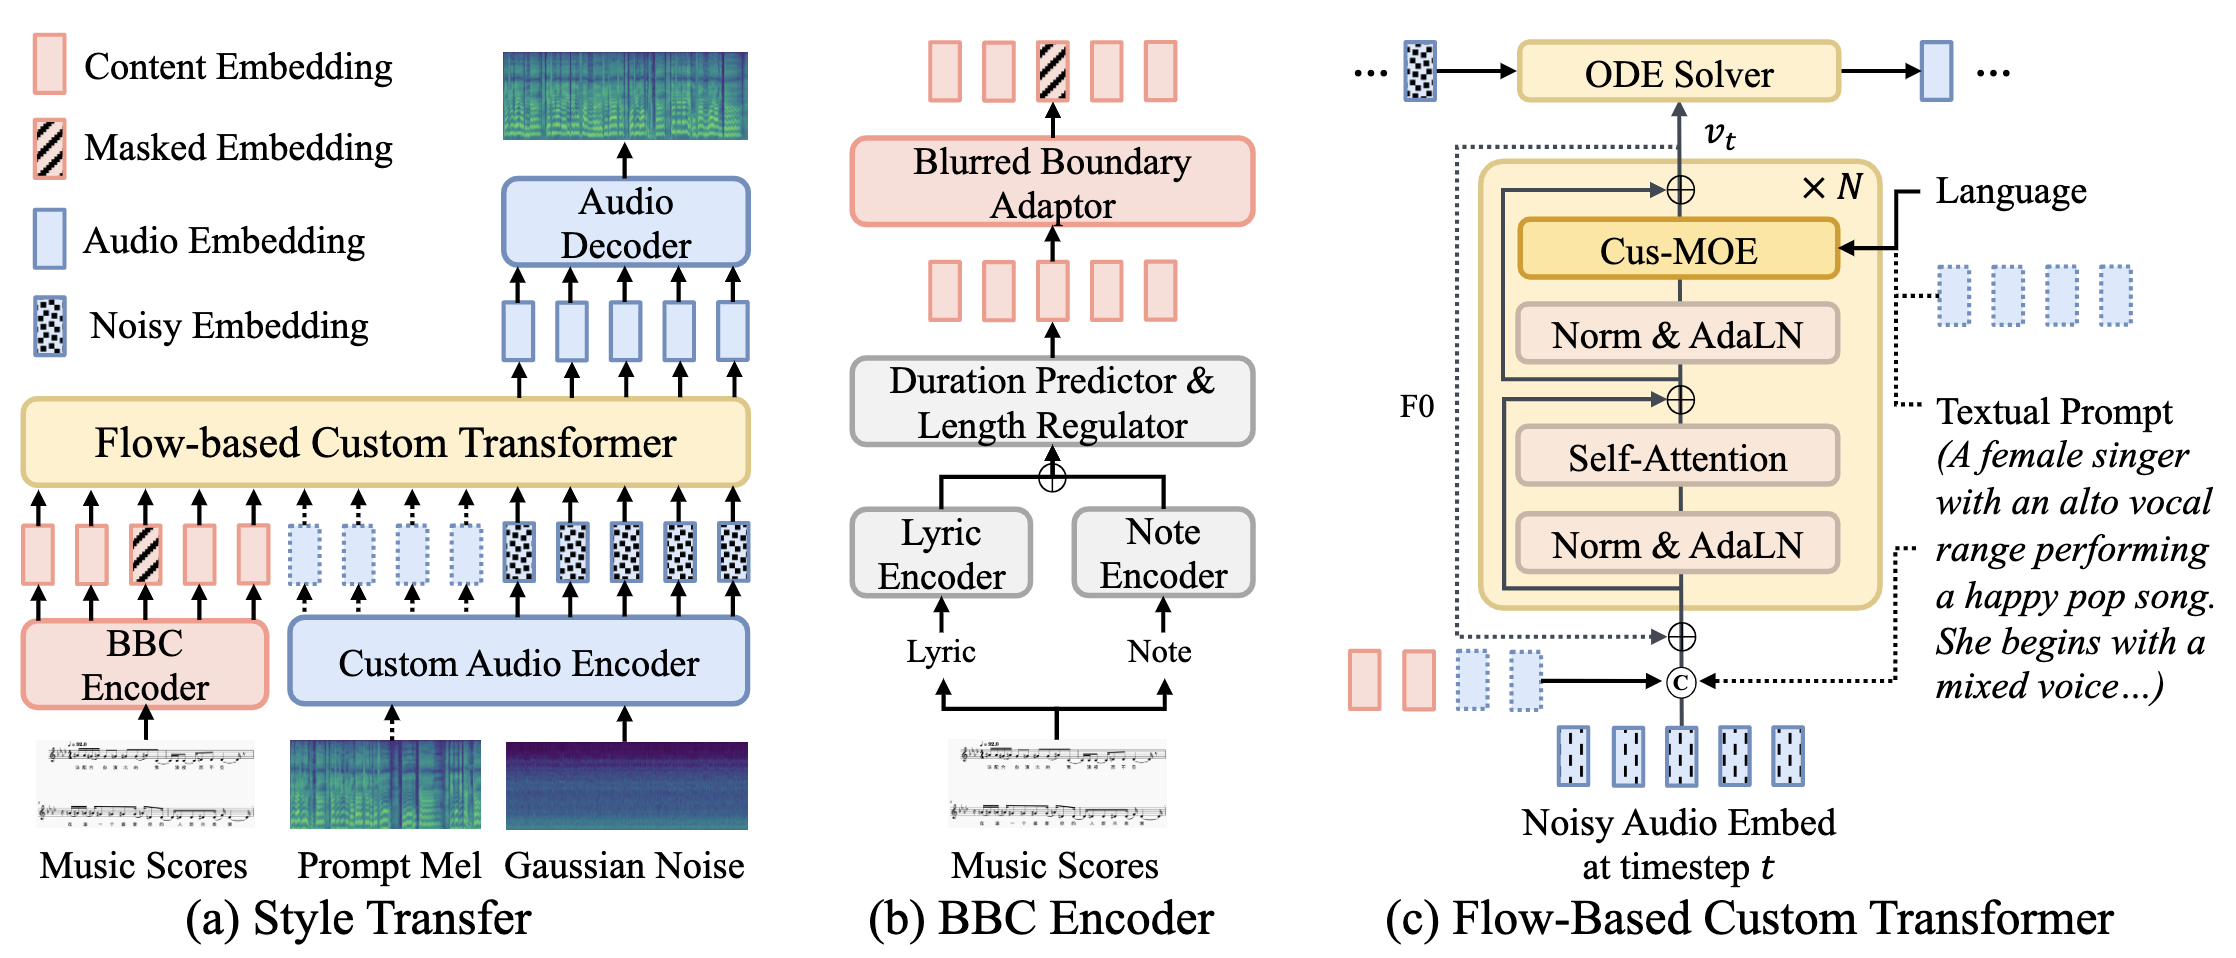 Content Embedding
Masked Embedding
Audio Embedding
Noisy Embedding
Audio
Decoder
Flow-based Custom Transformer
BBC
Encoder
Custom Audio Encoder
Music Scores
Prompt Mel
Gaussian Noise
(a) Style Transfer
Blurred Boundary
Adaptor
Duration Predictor &
Length Regulator
Lyric
Encoder
Note
Encoder
Lyric
Note
Music Scores
(b) BBC Encoder
...
ODE Solver
...
v_t
× N
Language
Cus-MOE
Norm & AdaLN
F0
Self-Attention
Norm & AdaLN
Textual Prompt
(A female singer
with an alto vocal
range performing
a happy pop song.
She begins with a
mixed voice…)
C
Noisy Audio Embed
at timestep t
(c) Flow-Based Custom Transformer